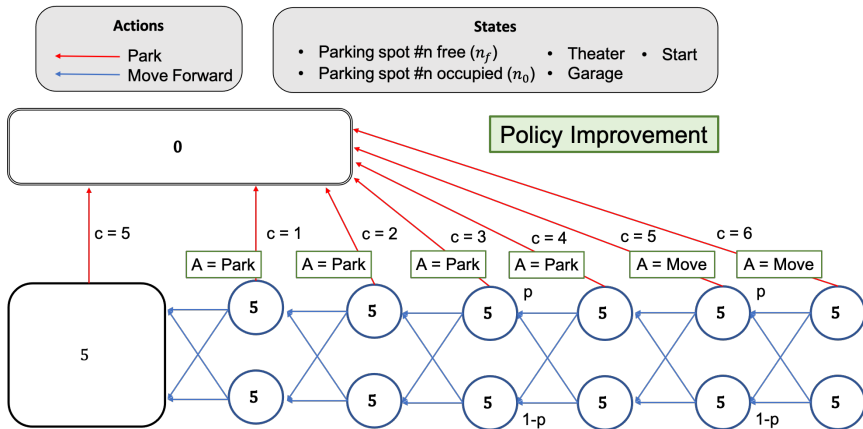 Actions
Park
Move Forward
States
• Parking spot #n free (n_f)
• Parking spot #n occupied (n_0)
• Theater
• Garage
• Start
0
Policy Improvement
c = 5
c = 1
c = 2
c = 3
c = 4
c = 5
c = 6
A = Park
A = Park
A = Park
A = Park
A = Move
A = Move
p
p
5
5
5
5
5
5
5
5
5
5
5
5
5
1-p
1-p